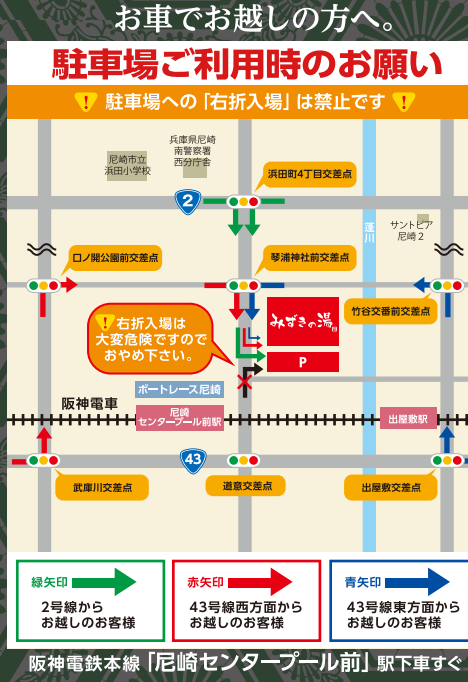 お車でお越しの方へ。
駐車場ご利用時のお願い
駐車場への「右折入場」は禁止です
兵庫県尼崎
南警察署
西分庁舎
尼崎市立
浜田小学校
浜田町4丁目交差点
2
蓬川
サントピア
尼崎2
口ノ開公園前交差点
琴浦神社前交差点
竹谷交番前交差点
右折入場は
大変危険ですので
おやめ下さい。
みずきの湯
P
ボートレース尼崎
阪神電車
尼崎
センタープール前駅
出屋敷駅
43
武庫川交差点
道意交差点
出屋敷交差点
緑矢印
2号線から
お越しのお客様
赤矢印
43号線西方面から
お越しのお客様
青矢印
43号線東方面から
お越しのお客様
阪神電鉄本線「尼崎センタープール前」駅下車すぐ